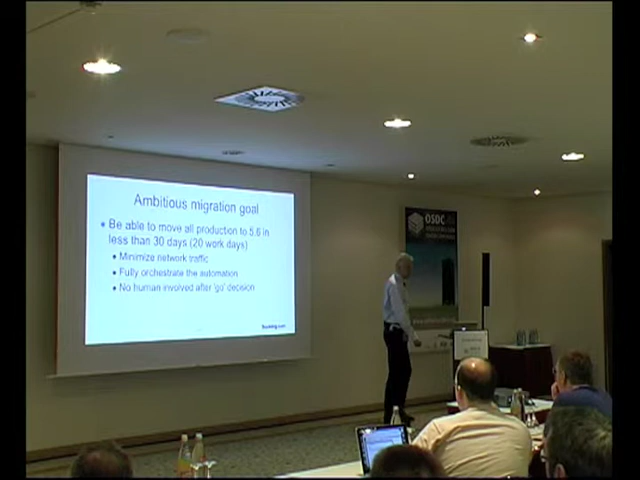 Ambitious migration goal
• Be able to move all production to 5.6 in
less than 30 days (20 work days)
• Minimize network traffic
• Fully orchestrate the automation
• No human involved after 'go' decision
Booking.com
OSDC